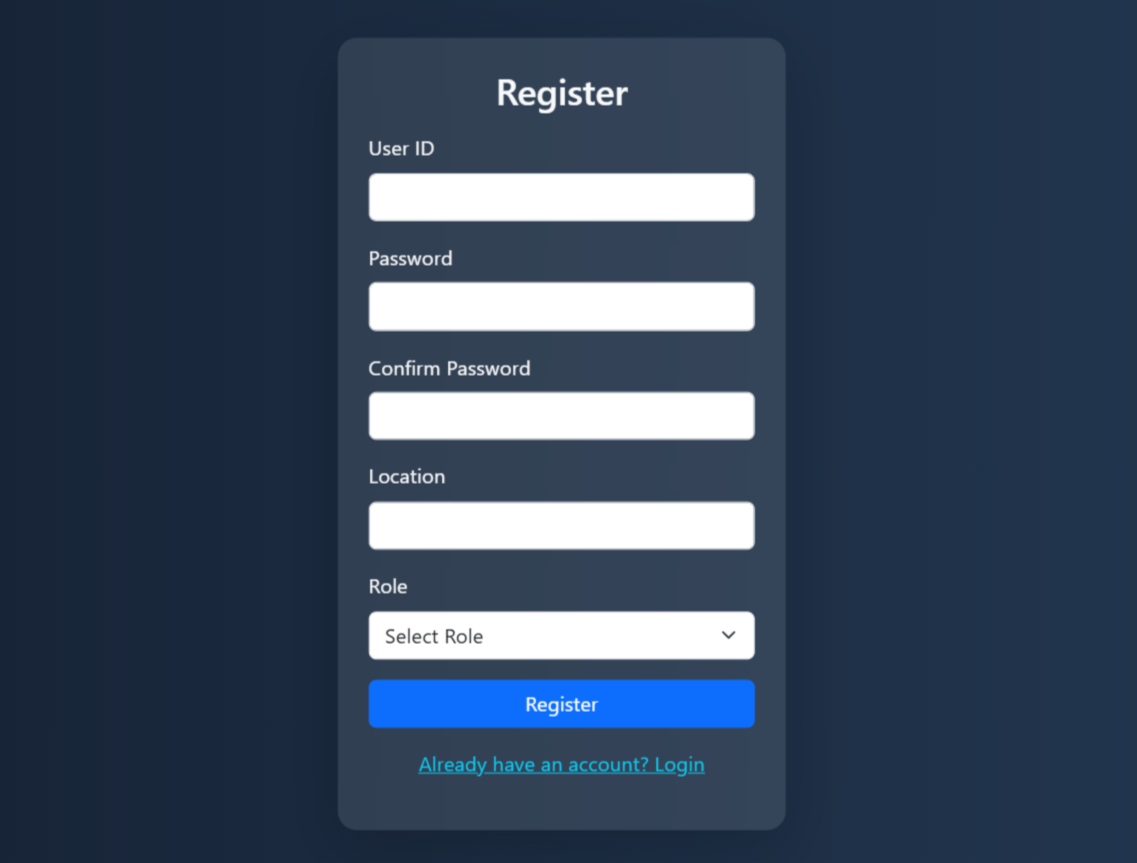 Register
User ID
Password
Confirm Password
Location
Role
Select Role
Register
Already have an account? Login